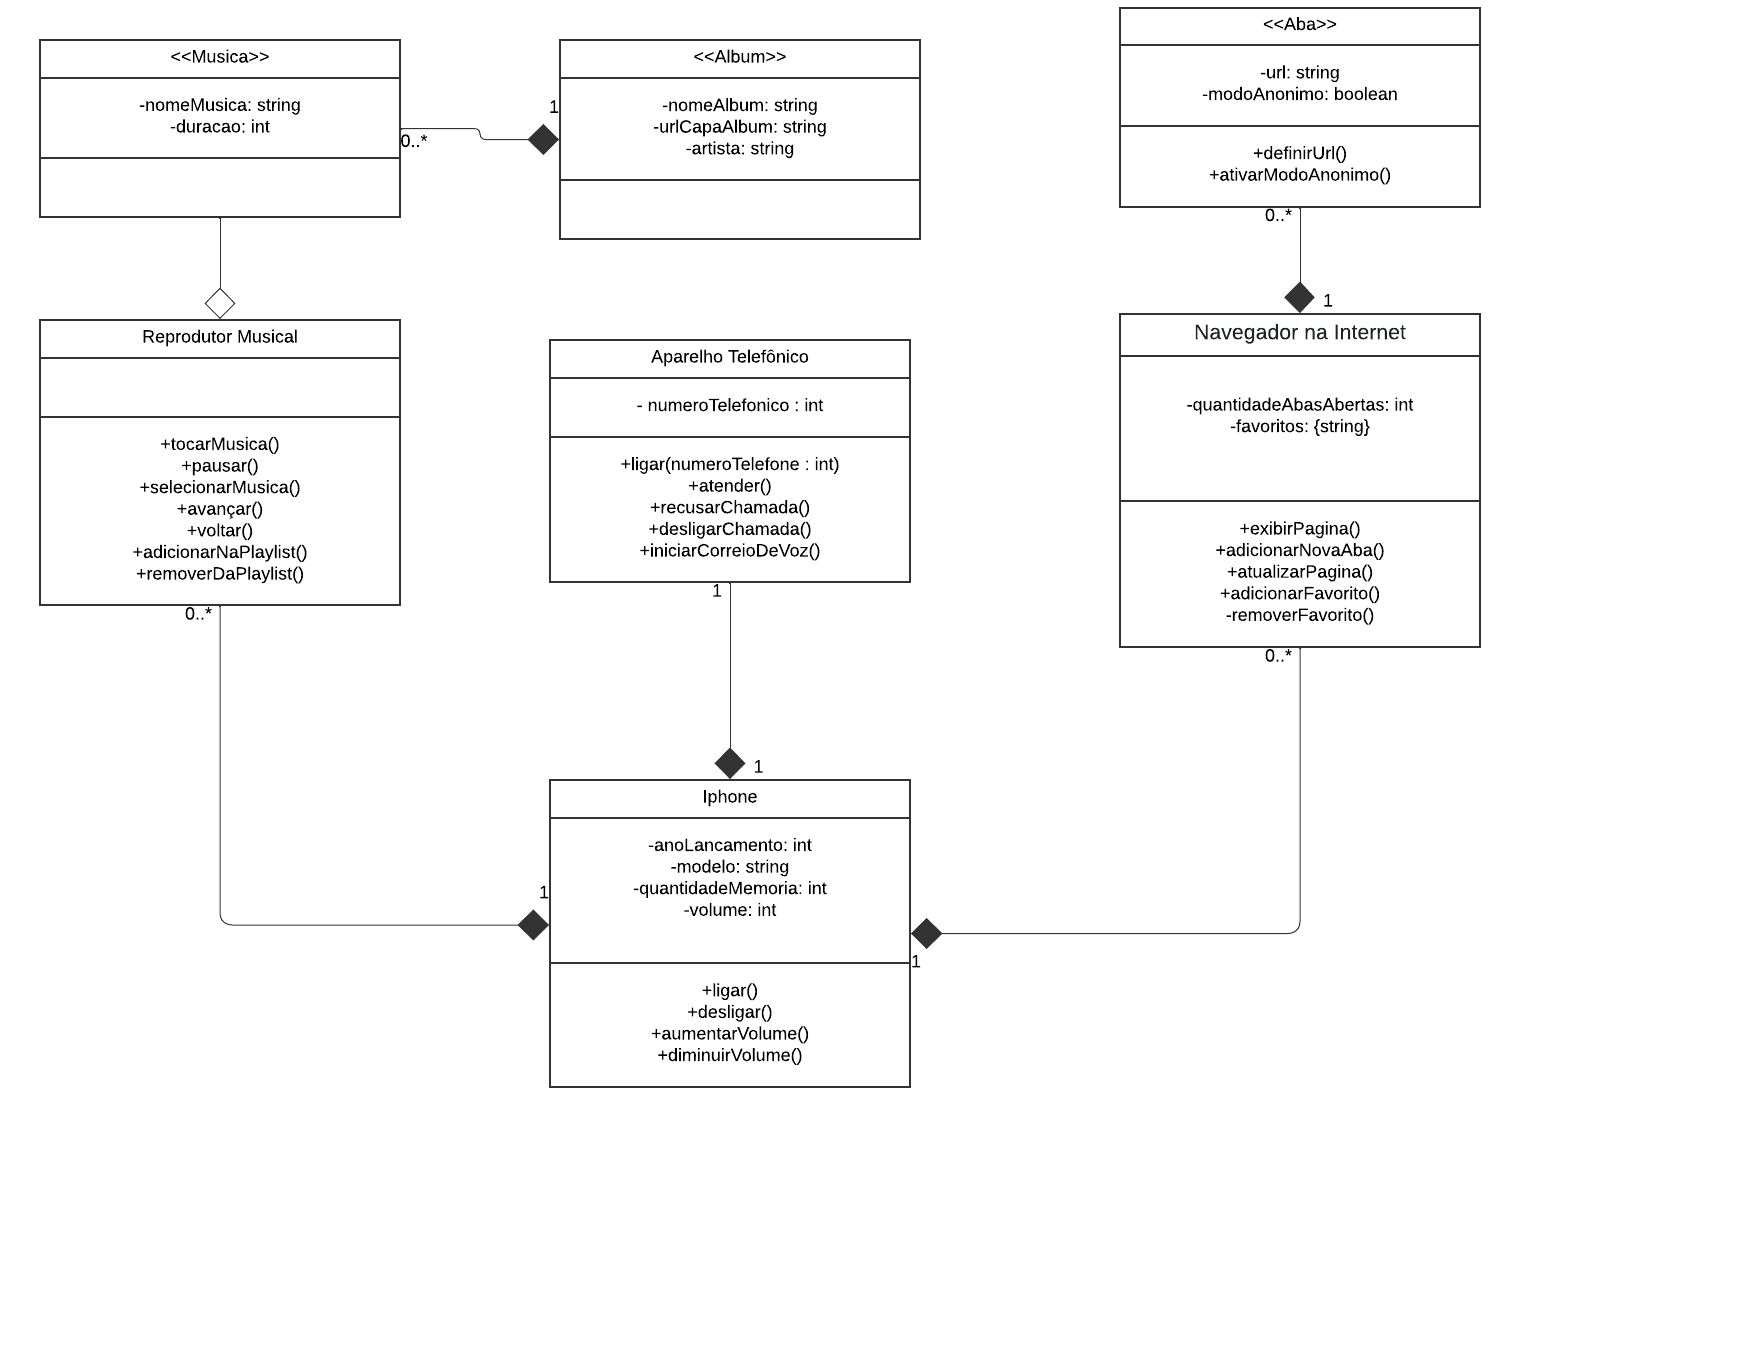 <<Musica>>
-nomeMusica: string
-duracao: int
0..*
1
<<Album>>
-nomeAlbum: string
-urlCapaAlbum: string
-artista: string
<<Aba>>
-url: string
-modoAnonimo: boolean
+definirUrl()
+ativarModoAnonimo()
0..*
1
Reprodutor Musical
+tocarMusica()
+pausar()
+selecionarMusica()
+avançar()
+voltar()
+adicionarNaPlaylist()
+removerDaPlaylist()
0..*
Aparelho Telefônico
- numeroTelefonico : int
+ligar(numeroTelefone : int)
+atender()
+recusarChamada()
+desligarChamada()
+iniciarCorreioDeVoz()
1
Navegador na Internet
-quantidadeAbasAbertas: int
-favoritos: {string}
+exibirPagina()
+adicionarNovaAba()
+atualizarPagina()
+adicionarFavorito()
-removerFavorito()
0..*
1
Iphone
-anoLancamento: int
-modelo: string
-quantidadeMemoria: int
-volume: int
1
1
+ligar()
+desligar()
+aumentarVolume()
+diminuirVolume()